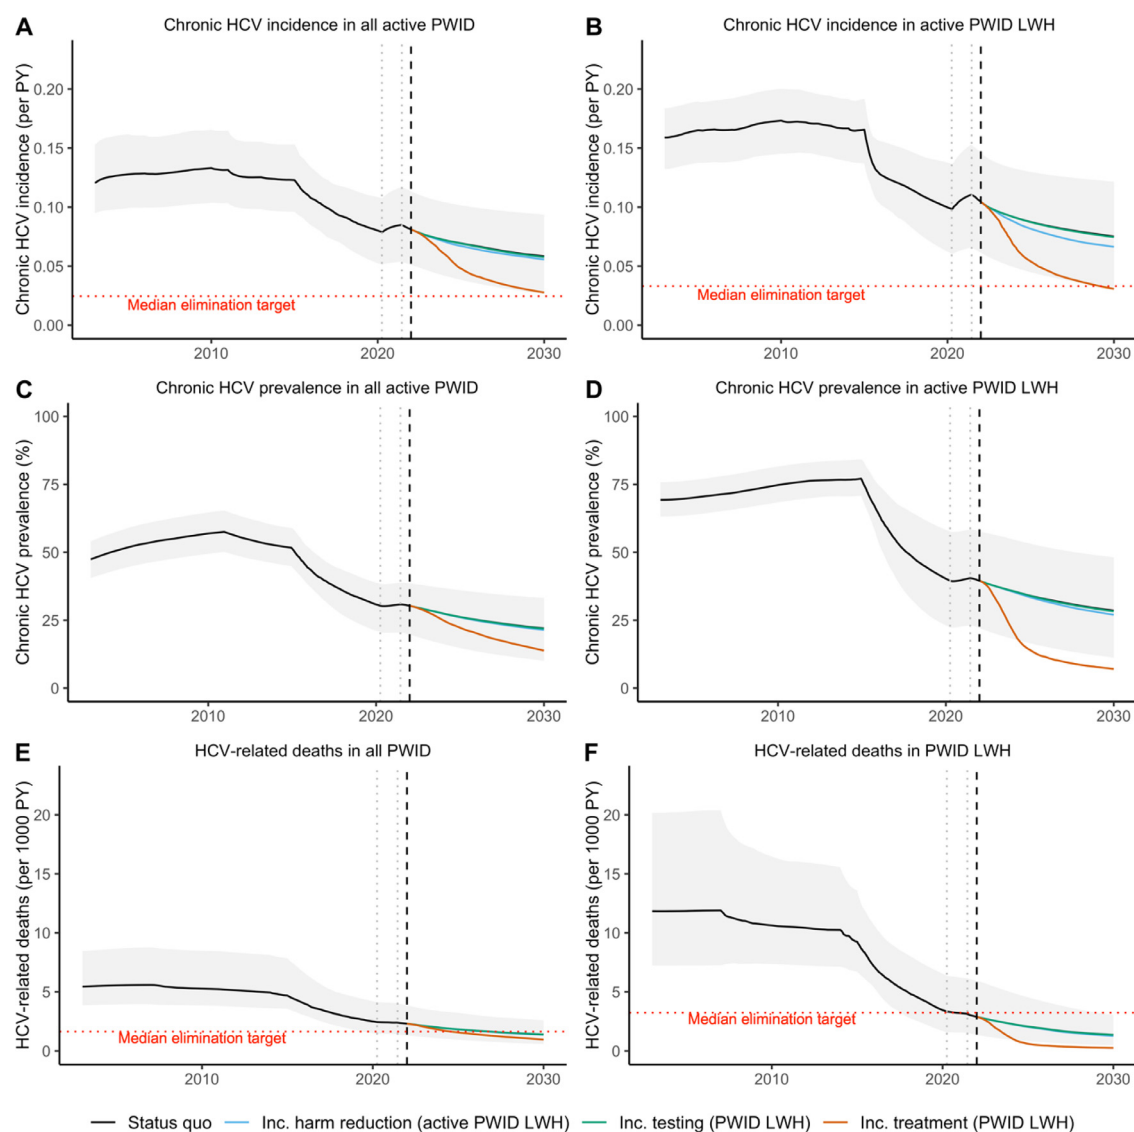 A
Chronic HCV incidence in all active PWID
Chronic HCV incidence (per PY)
0.20
0.15
0.10
0.05
0.00
Median elimination target
2010
2020
2030
B
Chronic HCV incidence in active PWID LWH
Chronic HCV incidence (per PY)
0.20
0.15
0.10
0.05
0.00
Median elimination target
2010
2020
2030
C
Chronic HCV prevalence in all active PWID
Chronic HCV prevalence (%)
100
75
50
25
0
2010
2020
2030
D
Chronic HCV prevalence in active PWID LWH
Chronic HCV prevalence (%)
100
75
50
25
0
2010
2020
2030
E
HCV-related deaths in all PWID
HCV-related deaths (per 1000 PY)
20
15
10
5
0
Median elimination target
2010
2020
2030
F
HCV-related deaths in PWID LWH
HCV-related deaths (per 1000 PY)
20
15
10
5
0
Median elimination target
2010
2020
2030
Status quo
Inc. harm reduction (active PWID LWH)
Inc. testing (PWID LWH)
Inc. treatment (PWID LWH)